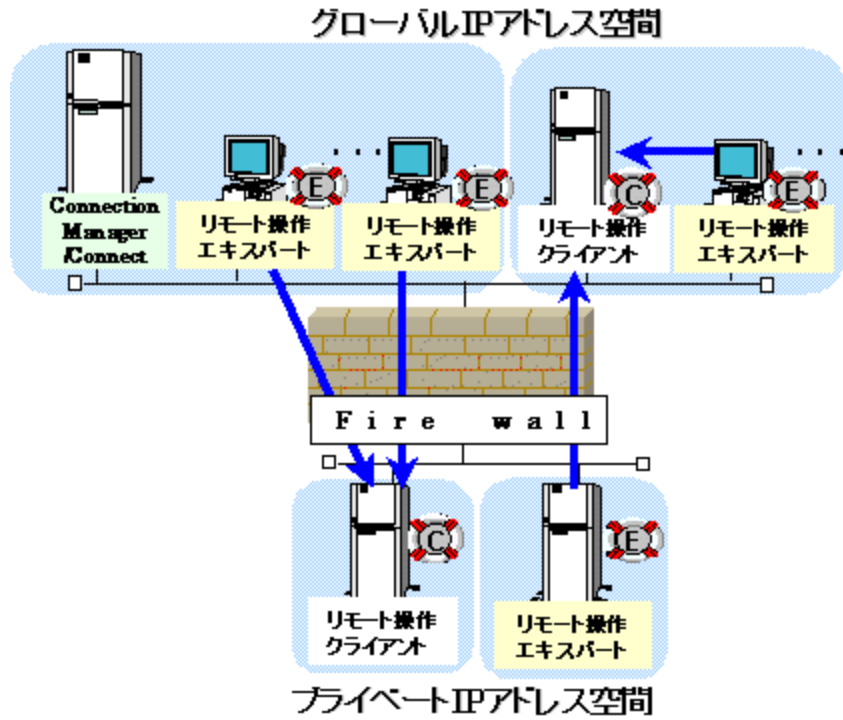 グローバルIPアドレス空間
E
E
C
E
Connection
Manager
/Connect
リモート操作
エキスパート
リモート操作
エキスパート
リモート操作
クライアント
リモート操作
エキスパート
Fire wall
C
E
リモート操作
クライアント
リモート操作
エキスパート
プライベートIPアドレス空間